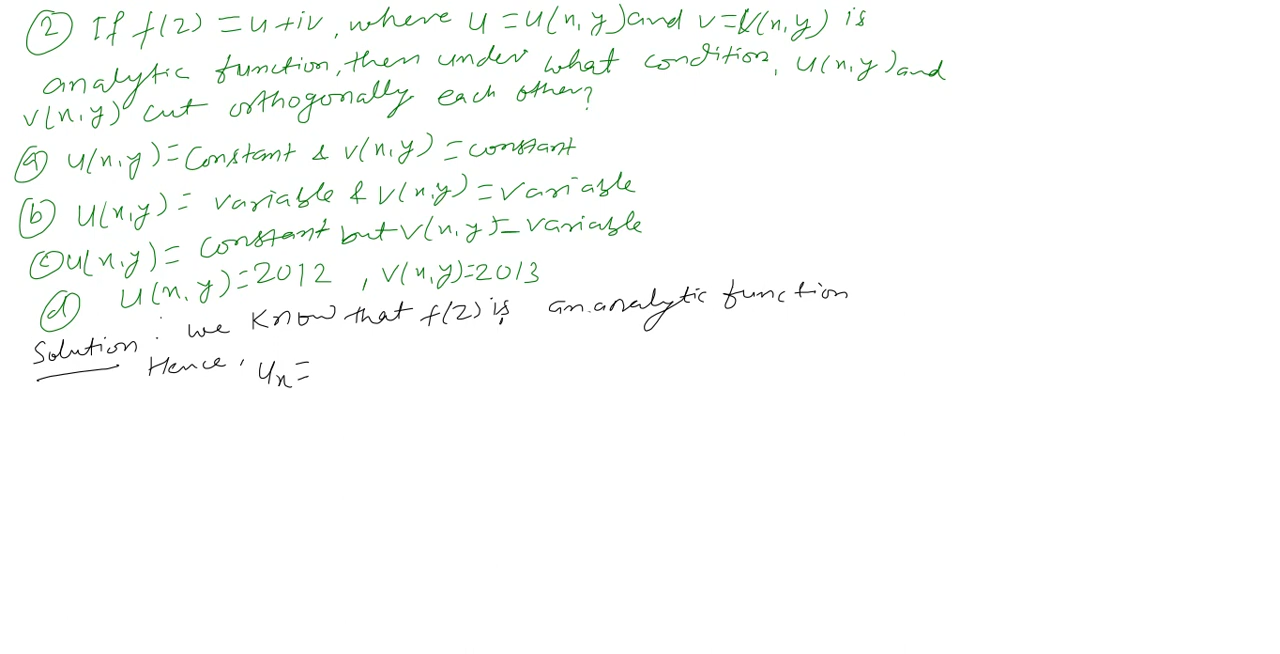 ② If f(z) = u+iv, where u = u(x, y) and v = v(x, y) is
analytic function, then under what condition, u(x, y) and
v(x, y) cut orthogonally each other?
ⓐ u(x, y) = constant & v(x, y) = constant
ⓑ u(x, y) = variable & v(x, y) = variable
ⓒ u(x, y) = constant but v(x, y) = variable
ⓓ u(x, y) = 2012 , v(x, y) = 2013
Solution : we know that f(z) is an analytic function
Hence, uₓ =